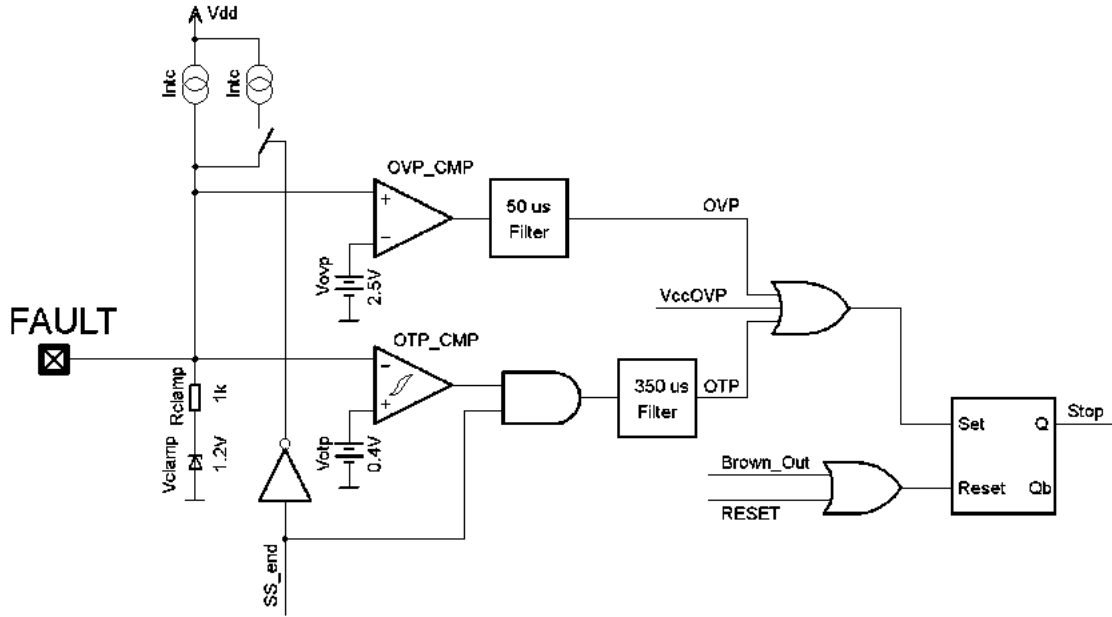 Vdd
Intc
Intc
OVP_CMP
+
−
50 us
Filter
OVP
Vovp
2.5V
VccOVP
FAULT
OTP_CMP
−
+
350 us
Filter
OTP
Rclamp
1k
Vclamp
1.2V
Votp
0.4V
Set
Q
Stop
Brown_Out
Reset
Qb
RESET
SS_end